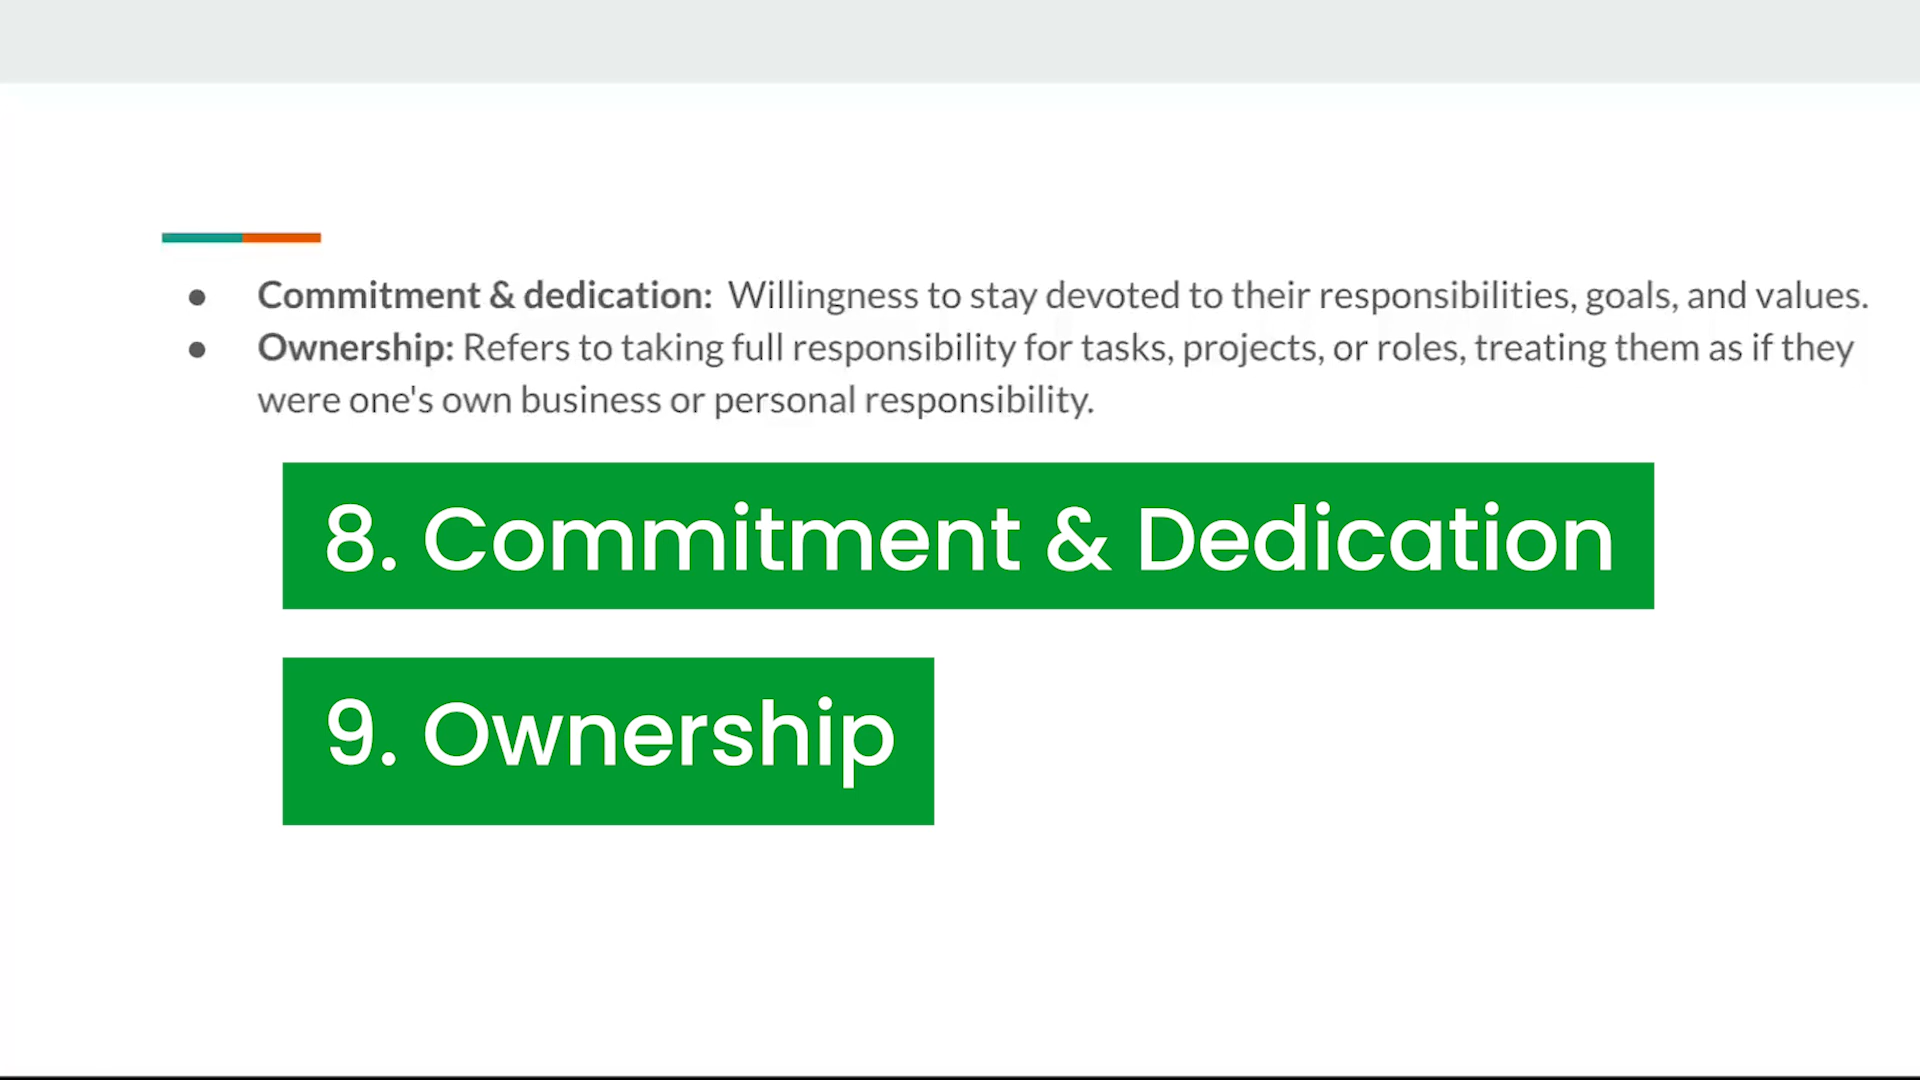 ● Commitment & dedication: Willingness to stay devoted to their responsibilities, goals, and values.
● Ownership: Refers to taking full responsibility for tasks, projects, or roles, treating them as if they
were one's own business or personal responsibility.
8. Commitment & Dedication
9. Ownership